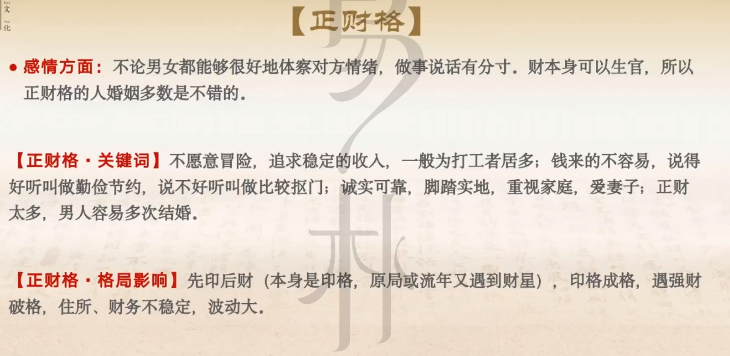 文
化
【正财格】
● 感情方面：不论男女都能够很好地体察对方情绪，做事说话有分寸。财本身可以生官，所以
正财格的人婚姻多数是不错的。
【正财格·关键词】不愿意冒险，追求稳定的收入，一般为打工者居多；钱来的不容易，说得
好听叫做勤俭节约，说不好听叫做比较抠门；诚实可靠，脚踏实地，重视家庭，爱妻子；正财
太多，男人容易多次结婚。
【正财格·格局影响】先印后财（本身是印格，原局或流年又遇到财星），印格成格，遇强财
破格，住所、财务不稳定，波动大。
易
朴